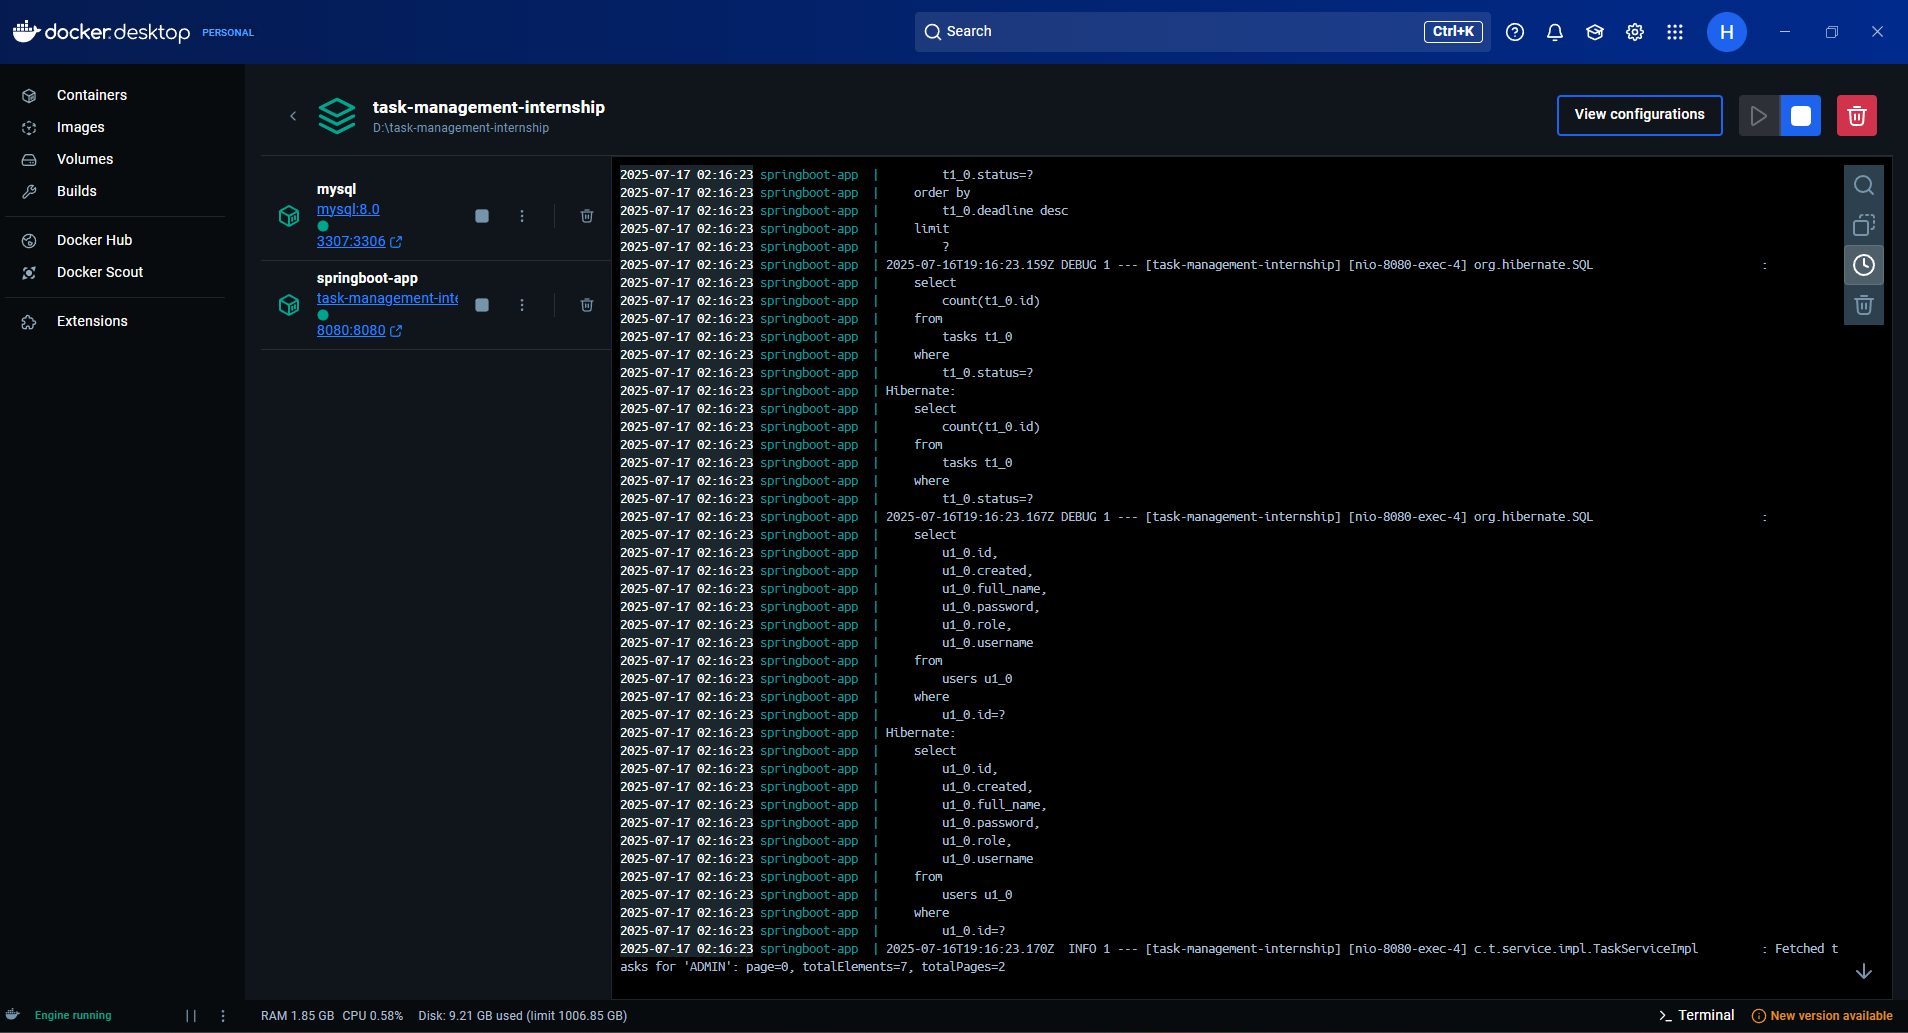 docker desktop PERSONAL
Search Ctrl+K
H
Containers
Images
Volumes
Builds
Docker Hub
Docker Scout
Extensions
task-management-internship
D:\task-management-internship
View configurations
mysql
mysql:8.0
3307:3306
springboot-app
task-management-inte
8080:8080
2025-07-17 02:16:23 springboot-app | t1_0.status=?
2025-07-17 02:16:23 springboot-app | order by
2025-07-17 02:16:23 springboot-app | t1_0.deadline desc
2025-07-17 02:16:23 springboot-app | limit
2025-07-17 02:16:23 springboot-app | ?
2025-07-17 02:16:23 springboot-app | 2025-07-16T19:16:23.159Z DEBUG 1 --- [task-management-internship] [nio-8080-exec-4] org.hibernate.SQL :
2025-07-17 02:16:23 springboot-app | select
2025-07-17 02:16:23 springboot-app | count(t1_0.id)
2025-07-17 02:16:23 springboot-app | from
2025-07-17 02:16:23 springboot-app | tasks t1_0
2025-07-17 02:16:23 springboot-app | where
2025-07-17 02:16:23 springboot-app | t1_0.status=?
2025-07-17 02:16:23 springboot-app | Hibernate:
2025-07-17 02:16:23 springboot-app | select
2025-07-17 02:16:23 springboot-app | count(t1_0.id)
2025-07-17 02:16:23 springboot-app | from
2025-07-17 02:16:23 springboot-app | tasks t1_0
2025-07-17 02:16:23 springboot-app | where
2025-07-17 02:16:23 springboot-app | t1_0.status=?
2025-07-17 02:16:23 springboot-app | 2025-07-16T19:16:23.167Z DEBUG 1 --- [task-management-internship] [nio-8080-exec-4] org.hibernate.SQL :
2025-07-17 02:16:23 springboot-app | select
2025-07-17 02:16:23 springboot-app | u1_0.id,
2025-07-17 02:16:23 springboot-app | u1_0.created,
2025-07-17 02:16:23 springboot-app | u1_0.full_name,
2025-07-17 02:16:23 springboot-app | u1_0.password,
2025-07-17 02:16:23 springboot-app | u1_0.role,
2025-07-17 02:16:23 springboot-app | u1_0.username
2025-07-17 02:16:23 springboot-app | from
2025-07-17 02:16:23 springboot-app | users u1_0
2025-07-17 02:16:23 springboot-app | where
2025-07-17 02:16:23 springboot-app | u1_0.id=?
2025-07-17 02:16:23 springboot-app | Hibernate:
2025-07-17 02:16:23 springboot-app | select
2025-07-17 02:16:23 springboot-app | u1_0.id,
2025-07-17 02:16:23 springboot-app | u1_0.created,
2025-07-17 02:16:23 springboot-app | u1_0.full_name,
2025-07-17 02:16:23 springboot-app | u1_0.password,
2025-07-17 02:16:23 springboot-app | u1_0.role,
2025-07-17 02:16:23 springboot-app | u1_0.username
2025-07-17 02:16:23 springboot-app | from
2025-07-17 02:16:23 springboot-app | users u1_0
2025-07-17 02:16:23 springboot-app | where
2025-07-17 02:16:23 springboot-app | u1_0.id=?
2025-07-17 02:16:23 springboot-app | 2025-07-16T19:16:23.170Z INFO 1 --- [task-management-internship] [nio-8080-exec-4] c.t.service.impl.TaskServiceImpl : Fetched t
asks for 'ADMIN': page=0, totalElements=7, totalPages=2
Engine running
RAM 1.85 GB CPU 0.58% Disk: 9.21 GB used (limit 1006.85 GB)
>_ Terminal
New version available